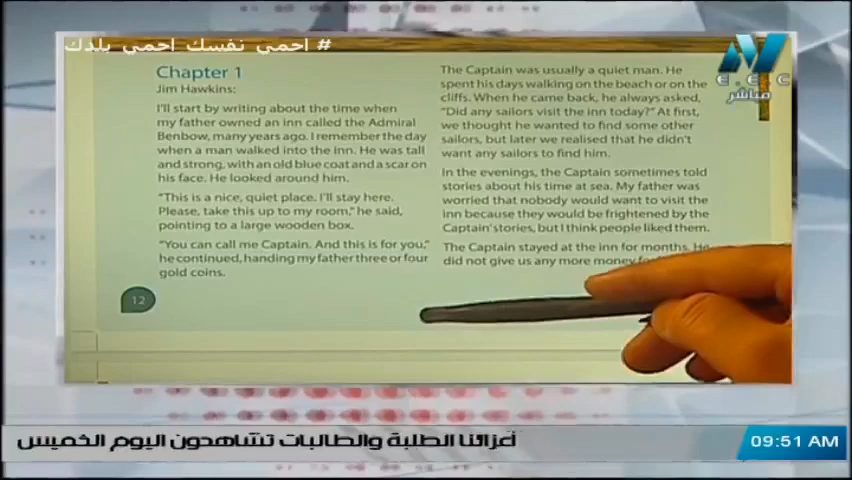 # احمي نفسك احمي بلدك
E.E.C
مباشر
Chapter 1
Jim Hawkins:
I'll start by writing about the time when
my father owned an inn called the Admiral
Benbow, many years ago. I remember the day
when a man walked into the inn. He was tall
and strong, with an old blue coat and a scar on
his face. He looked around him.
"This is a nice, quiet place. I'll stay here.
Please, take this up to my room," he said,
pointing to a large wooden box.
"You can call me Captain. And this is for you,"
he continued, handing my father three or four
gold coins.
12
The Captain was usually a quiet man. He
spent his days walking on the beach or on the
cliffs. When he came back, he always asked,
"Did any sailors visit the inn today?" At first,
we thought he wanted to find some other
sailors, but later we realised that he didn't
want any sailors to find him.
In the evenings, the Captain sometimes told
stories about his time at sea. My father was
worried that nobody would want to visit the
inn because they would be frightened by the
Captain's stories, but I think people liked them.
The Captain stayed at the inn for months. He
did not give us any more money
أعزائنا الطلبة والطالبات تشاهدون اليوم الخميس
09:51 AM